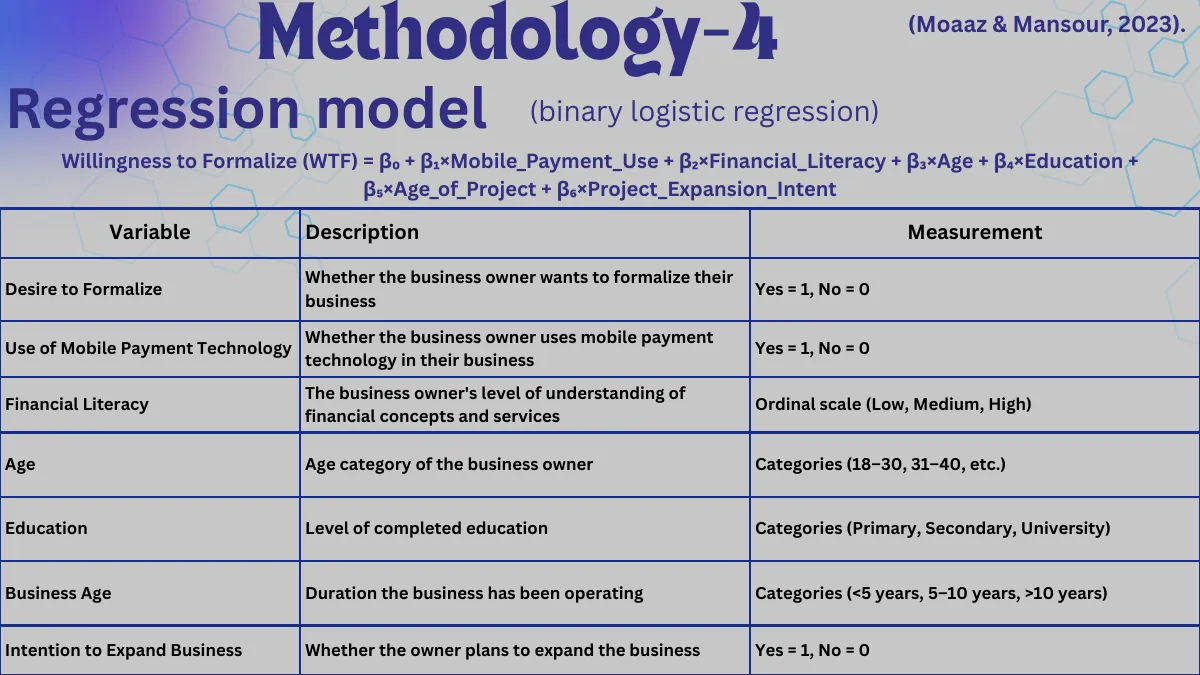 Methodology-4
(Moaaz & Mansour, 2023).
Regression model
(binary logistic regression)
Willingness to Formalize (WTF) = β₀ + β₁×Mobile_Payment_Use + β₂×Financial_Literacy + β₃×Age + β₄×Education +
β₅×Age_of_Project + β₆×Project_Expansion_Intent
Variable
Description
Measurement
Desire to Formalize
Whether the business owner wants to formalize their
business
Yes = 1, No = 0
Use of Mobile Payment Technology
Whether the business owner uses mobile payment
technology in their business
Yes = 1, No = 0
Financial Literacy
The business owner's level of understanding of
financial concepts and services
Ordinal scale (Low, Medium, High)
Age
Age category of the business owner
Categories (18–30, 31–40, etc.)
Education
Level of completed education
Categories (Primary, Secondary, University)
Business Age
Duration the business has been operating
Categories (<5 years, 5–10 years, >10 years)
Intention to Expand Business
Whether the owner plans to expand the business
Yes = 1, No = 0